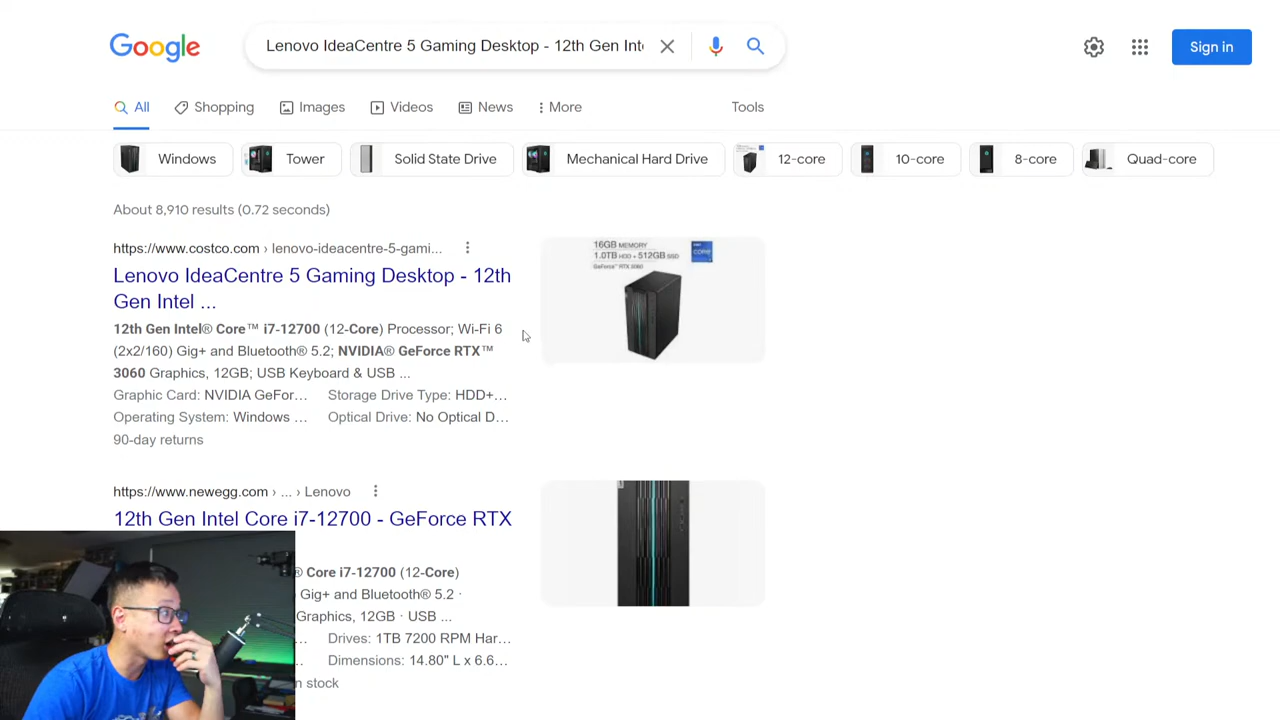 Google
Lenovo IdeaCentre 5 Gaming Desktop - 12th Gen Int
Sign in
All
Shopping
Images
Videos
News
More
Tools
Windows
Tower
Solid State Drive
Mechanical Hard Drive
12-core
10-core
8-core
Quad-core
About 8,910 results (0.72 seconds)
https://www.costco.com › lenovo-ideacentre-5-gami...
Lenovo IdeaCentre 5 Gaming Desktop - 12th
Gen Intel ...
12th Gen Intel® Core™ i7-12700 (12-Core) Processor; Wi-Fi 6
(2x2/160) Gig+ and Bluetooth® 5.2; NVIDIA® GeForce RTX™
3060 Graphics, 12GB; USB Keyboard & USB ...
Graphic Card: NVIDIA GeFor... Storage Drive Type: HDD+...
Operating System: Windows ... Optical Drive: No Optical D...
90-day returns
16GB MEMORY
1.0TB HDD + 512GB SSD
GeForce™ RTX 3060
CORE
https://www.newegg.com › ... › Lenovo
12th Gen Intel Core i7-12700 - GeForce RTX
® Core i7-12700 (12-Core)
Gig+ and Bluetooth® 5.2 ·
Graphics, 12GB · USB ...
Drives: 1TB 7200 RPM Har...
Dimensions: 14.80" L x 6.6...
n stock